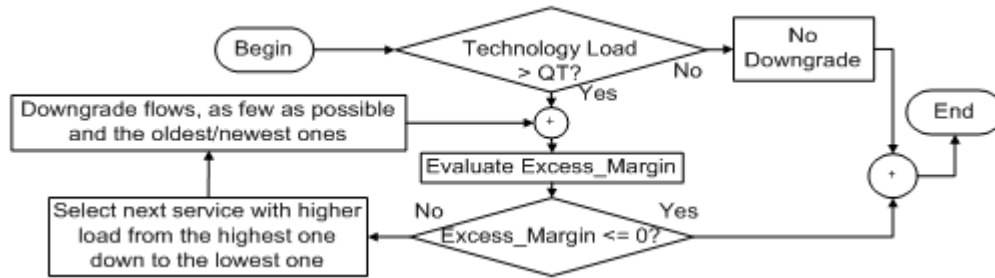 Begin
Technology Load
> QT?
No
Yes
No
Downgrade
End
Downgrade flows, as few as possible
and the oldest/newest ones
+
Evaluate Excess_Margin
+
Select next service with higher
load from the highest one
down to the lowest one
No
Excess_Margin <= 0?
Yes